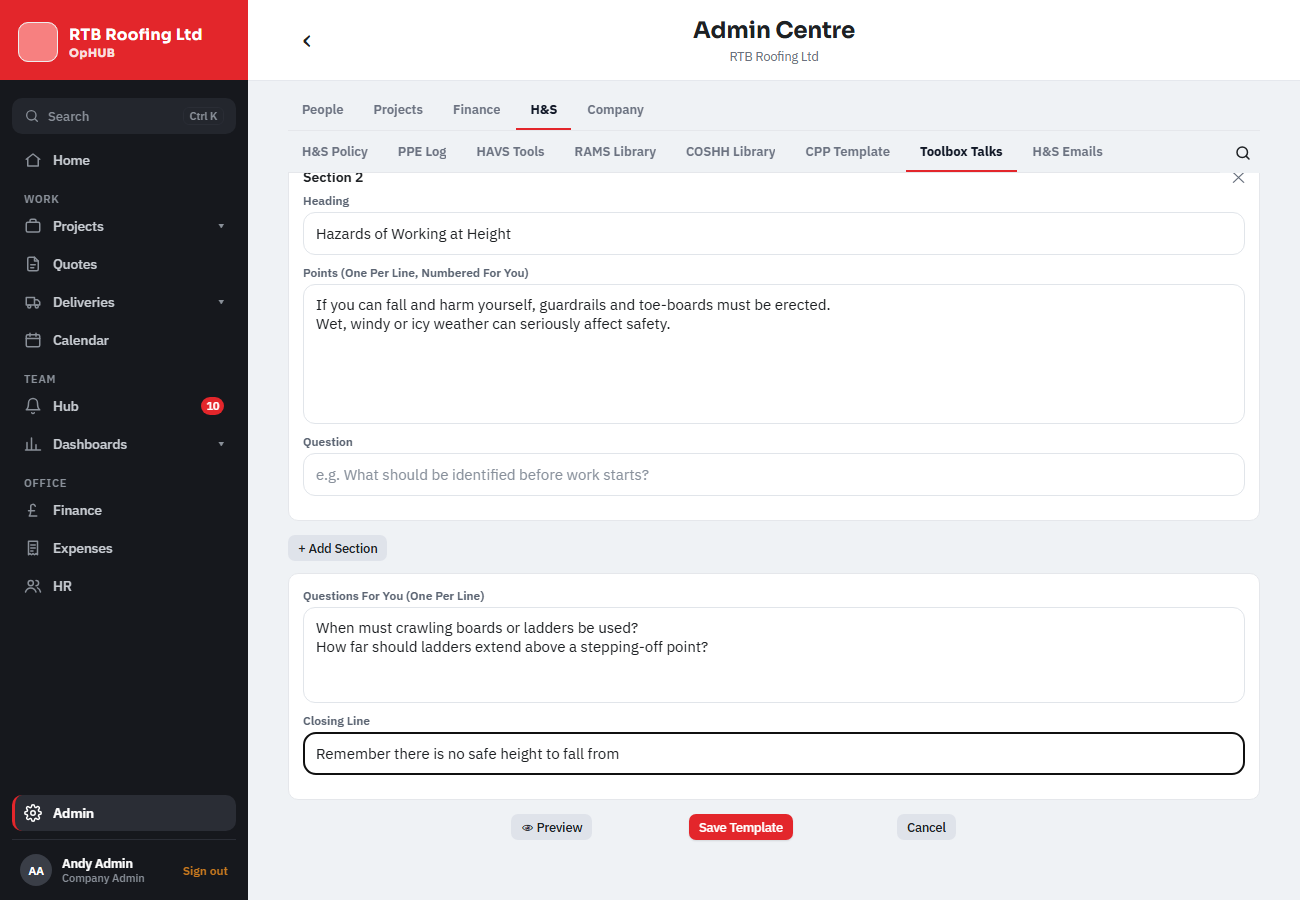 RTB Roofing Ltd
OpHUB
Search
Ctrl K
Home
WORK
Projects
Quotes
Deliveries
Calendar
TEAM
Hub
10
Dashboards
OFFICE
Finance
Expenses
HR
Admin
AA
Andy Admin
Company Admin
Sign out
Admin Centre
RTB Roofing Ltd
People
Projects
Finance
H&S
Company
H&S Policy
PPE Log
HAVS Tools
RAMS Library
COSHH Library
CPP Template
Toolbox Talks
H&S Emails
Section 2
Heading
Hazards of Working at Height
Points (One Per Line, Numbered For You)
If you can fall and harm yourself, guardrails and toe-boards must be erected.
Wet, windy or icy weather can seriously affect safety.
Question
e.g. What should be identified before work starts?
+ Add Section
Questions For You (One Per Line)
When must crawling boards or ladders be used?
How far should ladders extend above a stepping-off point?
Closing Line
Remember there is no safe height to fall from
Preview
Save Template
Cancel